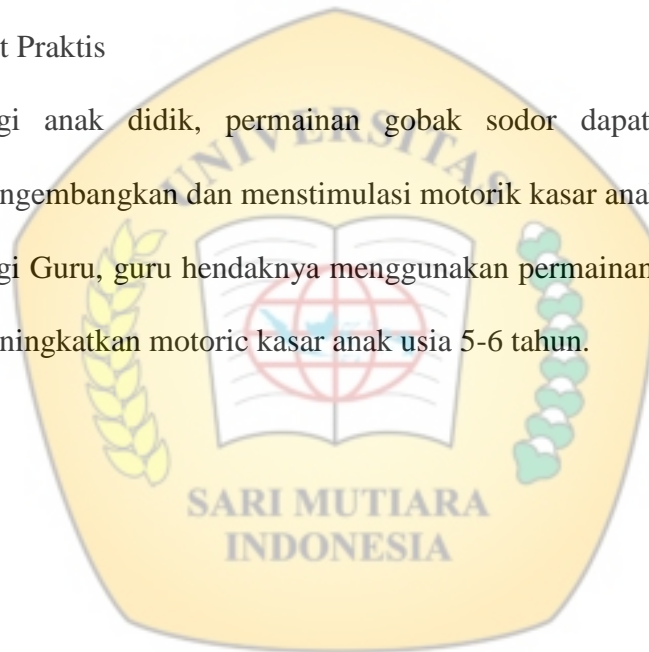 t Praktis
gi anak didik, permainan gobak sodor dapat
ngembangkan dan menstimulasi motorik kasar ana
gi Guru, guru hendaknya menggunakan permainan
ningkatkan motoric kasar anak usia 5-6 tahun.
UNIVERSITAS
SARI MUTIARA
INDONESIA